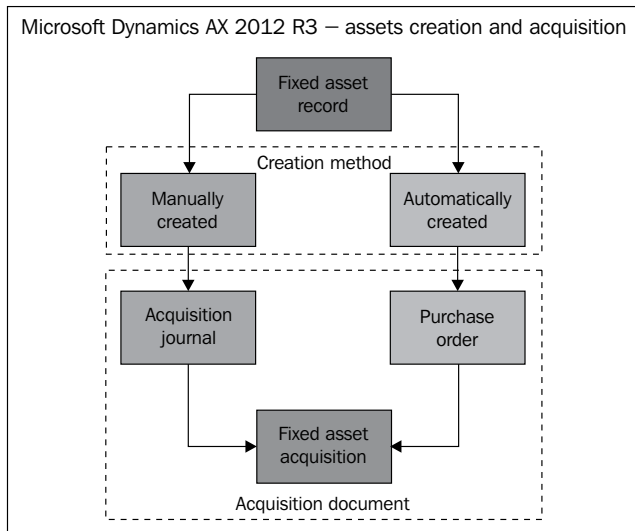 Microsoft Dynamics AX 2012 R3 – assets creation and acquisition
Fixed asset
record
Creation method
Manually
created
Automatically
created
Acquisition
journal
Purchase
order
Fixed asset
acquisition
Acquisition document